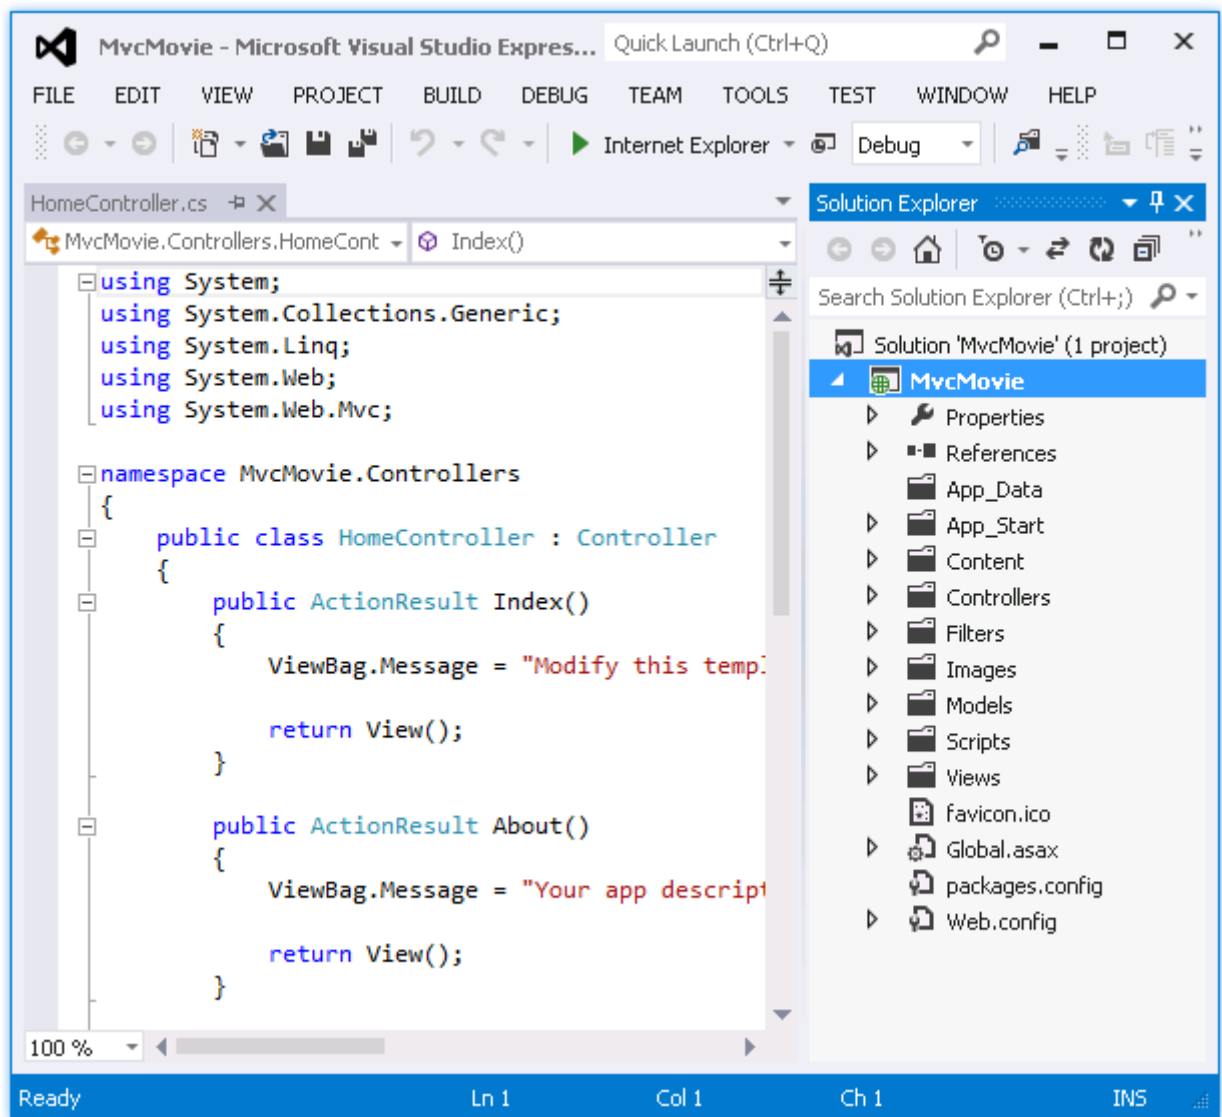 MvcMovie - Microsoft Visual Studio Expres... Quick Launch (Ctrl+Q)
FILE EDIT VIEW PROJECT BUILD DEBUG TEAM TOOLS TEST WINDOW HELP
Internet Explorer Debug
HomeController.cs
MvcMovie.Controllers.HomeCont Index()
using System;
using System.Collections.Generic;
using System.Linq;
using System.Web;
using System.Web.Mvc;
namespace MvcMovie.Controllers
{
public class HomeController : Controller
{
public ActionResult Index()
{
ViewBag.Message = "Modify this templ
return View();
}
public ActionResult About()
{
ViewBag.Message = "Your app descript
return View();
}
100 %
Solution Explorer
Search Solution Explorer (Ctrl+;)
Solution 'MvcMovie' (1 project)
MvcMovie
Properties
References
App_Data
App_Start
Content
Controllers
Filters
Images
Models
Scripts
Views
favicon.ico
Global.asax
packages.config
Web.config
Ready Ln 1 Col 1 Ch 1 INS